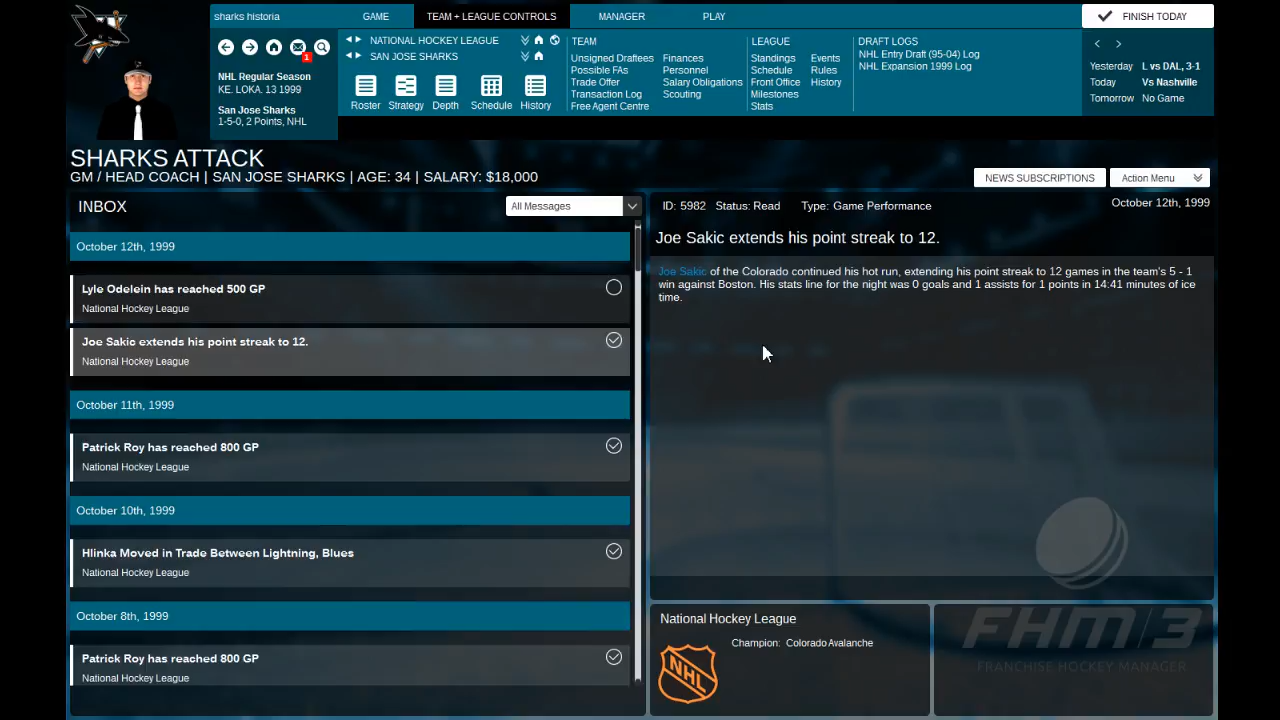 sharks historia
GAME
TEAM + LEAGUE CONTROLS
MANAGER
PLAY
FINISH TODAY
1
NHL Regular Season
KE. LOKA. 13 1999
San Jose Sharks
1-5-0, 2 Points, NHL
NATIONAL HOCKEY LEAGUE
SAN JOSE SHARKS
Roster
Strategy
Depth
Schedule
History
TEAM
Unsigned Draftees
Possible FAs
Trade Offer
Transaction Log
Free Agent Centre
Finances
Personnel
Salary Obligations
Scouting
LEAGUE
Standings
Schedule
Front Office
Milestones
Stats
Events
Rules
History
DRAFT LOGS
NHL Entry Draft (95-04) Log
NHL Expansion 1999 Log
Yesterday L vs DAL, 3-1
Today Vs Nashville
Tomorrow No Game
SHARKS ATTACK
GM / HEAD COACH | SAN JOSE SHARKS | AGE: 34 | SALARY: $18,000
NEWS SUBSCRIPTIONS
Action Menu
INBOX
All Messages
October 12th, 1999
Lyle Odelein has reached 500 GP
National Hockey League
Joe Sakic extends his point streak to 12.
National Hockey League
October 11th, 1999
Patrick Roy has reached 800 GP
National Hockey League
October 10th, 1999
Hlinka Moved in Trade Between Lightning, Blues
National Hockey League
October 8th, 1999
Patrick Roy has reached 800 GP
National Hockey League
ID: 5982 Status: Read Type: Game Performance
October 12th, 1999
Joe Sakic extends his point streak to 12.
Joe Sakic of the Colorado continued his hot run, extending his point streak to 12 games in the team's 5 - 1
win against Boston. His stats line for the night was 0 goals and 1 assists for 1 points in 14:41 minutes of ice
time.
National Hockey League
Champion: Colorado Avalanche
NHL
FHM/3
FRANCHISE HOCKEY MANAGER